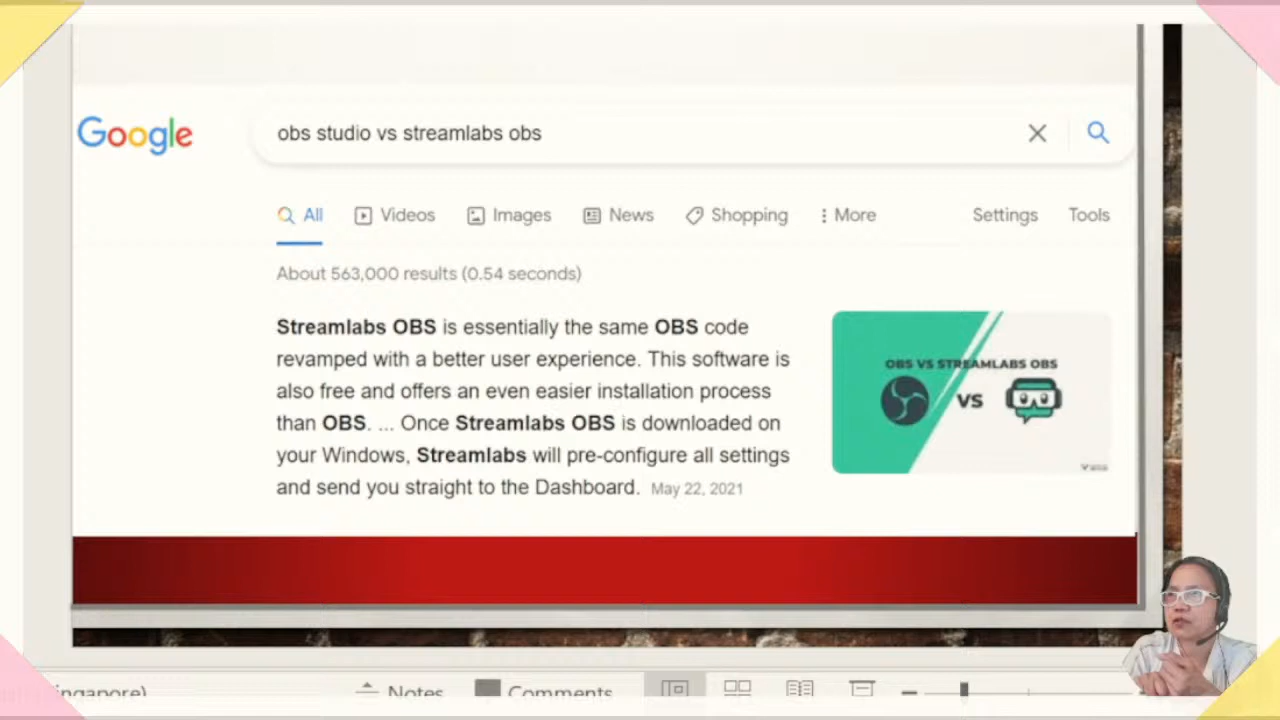 Google
obs studio vs streamlabs obs
All
Videos
Images
News
Shopping
More
Settings
Tools
About 563,000 results (0.54 seconds)
Streamlabs OBS is essentially the same OBS code
revamped with a better user experience. This software is
also free and offers an even easier installation process
than OBS. ... Once Streamlabs OBS is downloaded on
your Windows, Streamlabs will pre-configure all settings
and send you straight to the Dashboard. May 22, 2021
OBS VS STREAMLABS OBS
VS
ingapore)
Notes
Comments